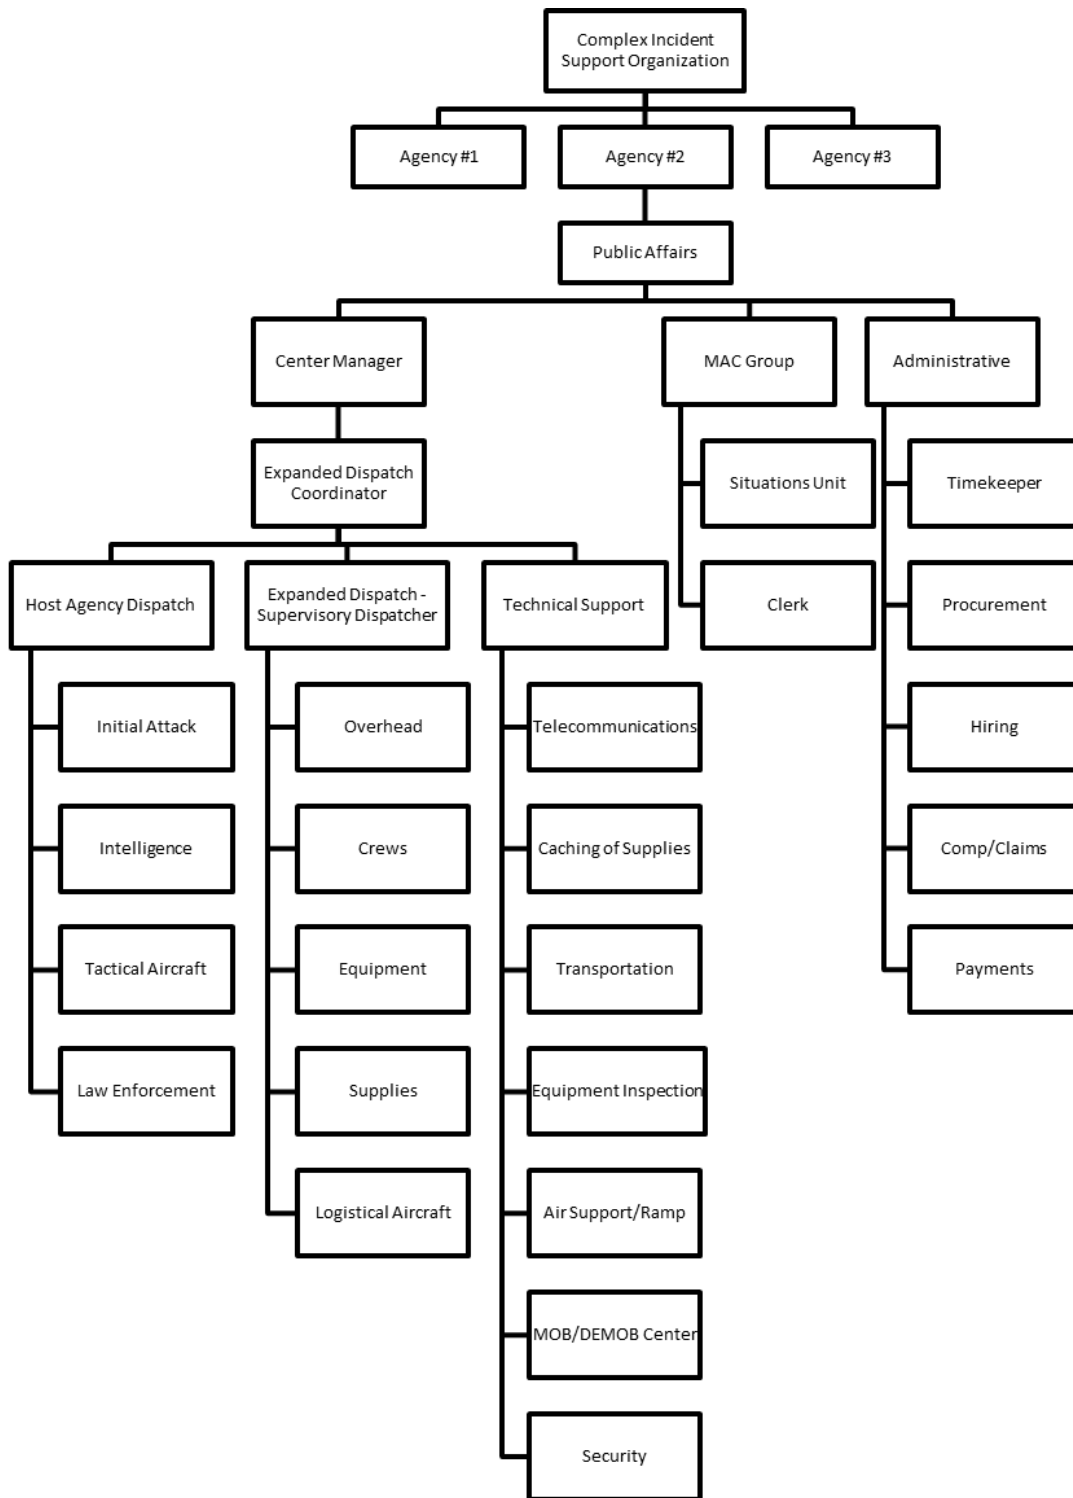 Complex Incident
Support Organization
Agency #1
Agency #2
Agency #3
Public Affairs
Center Manager
MAC Group
Administrative
Expanded Dispatch
Coordinator
Situations Unit
Timekeeper
Host Agency Dispatch
Expanded Dispatch -
Supervisory Dispatcher
Technical Support
Clerk
Procurement
Initial Attack
Overhead
Telecommunications
Hiring
Intelligence
Crews
Caching of Supplies
Comp/Claims
Tactical Aircraft
Equipment
Transportation
Payments
Law Enforcement
Supplies
Equipment Inspection
Logistical Aircraft
Air Support/Ramp
MOB/DEMOB Center
Security